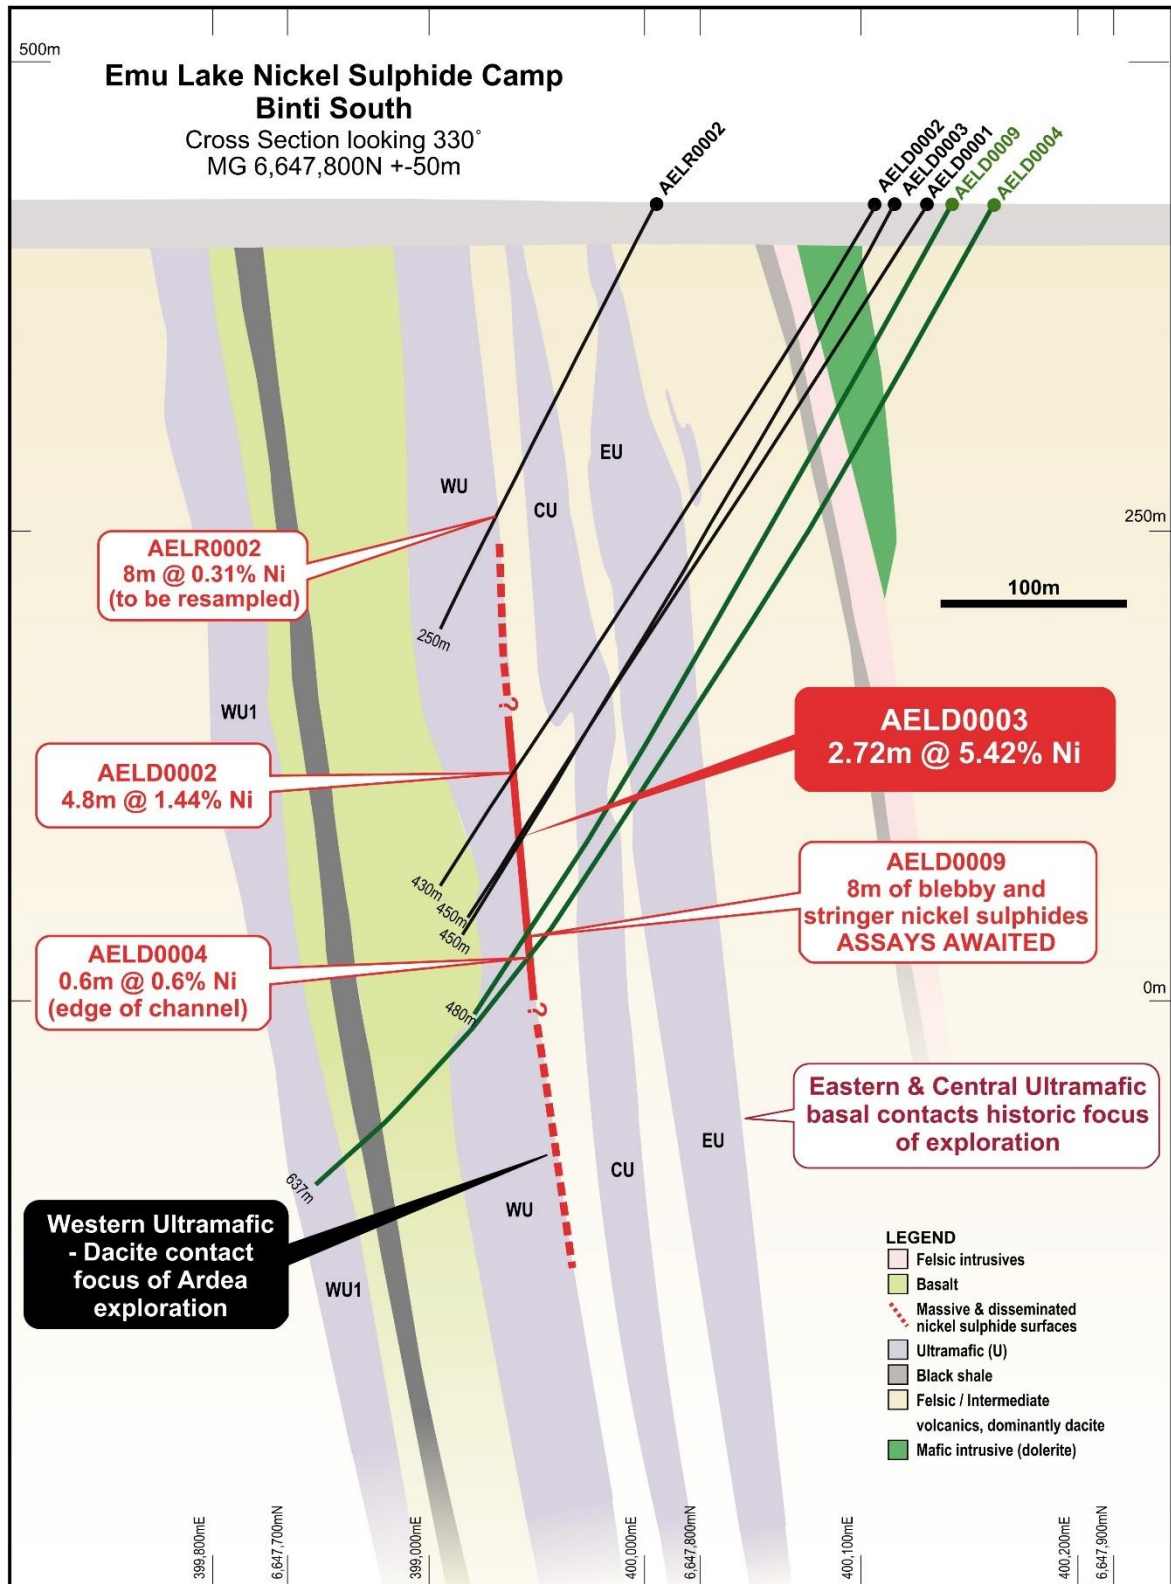 500m
Emu Lake Nickel Sulphide Camp
Binti South
Cross Section looking 330°
MG 6,647,800N +-50m
AELR0002
AELD0002
AELD0003
AELD0001
AELD0009
AELD0004
EU
WU
CU
250m
AELR0002
8m @ 0.31% Ni
(to be resampled)
100m
250m
?
WU1
AELD0003
2.72m @ 5.42% Ni
AELD0002
4.8m @ 1.44% Ni
AELD0009
8m of blebby and
stringer nickel sulphides
ASSAYS AWAITED
430m
450m
450m
AELD0004
0.6m @ 0.6% Ni
(edge of channel)
0m
480m
?
Eastern & Central Ultramafic
basal contacts historic focus
of exploration
EU
CU
637m
WU
Western Ultramafic
- Dacite contact
focus of Ardea
exploration
WU1
LEGEND
Felsic intrusives
Basalt
Massive & disseminated
nickel sulphide surfaces
Ultramafic (U)
Black shale
Felsic / Intermediate
volcanics, dominantly dacite
Mafic intrusive (dolerite)
399,800mE
6,647,700mN
399,000mE
400,000mE
6,647,800mN
400,100mE
400,200mE
6,647,900mN